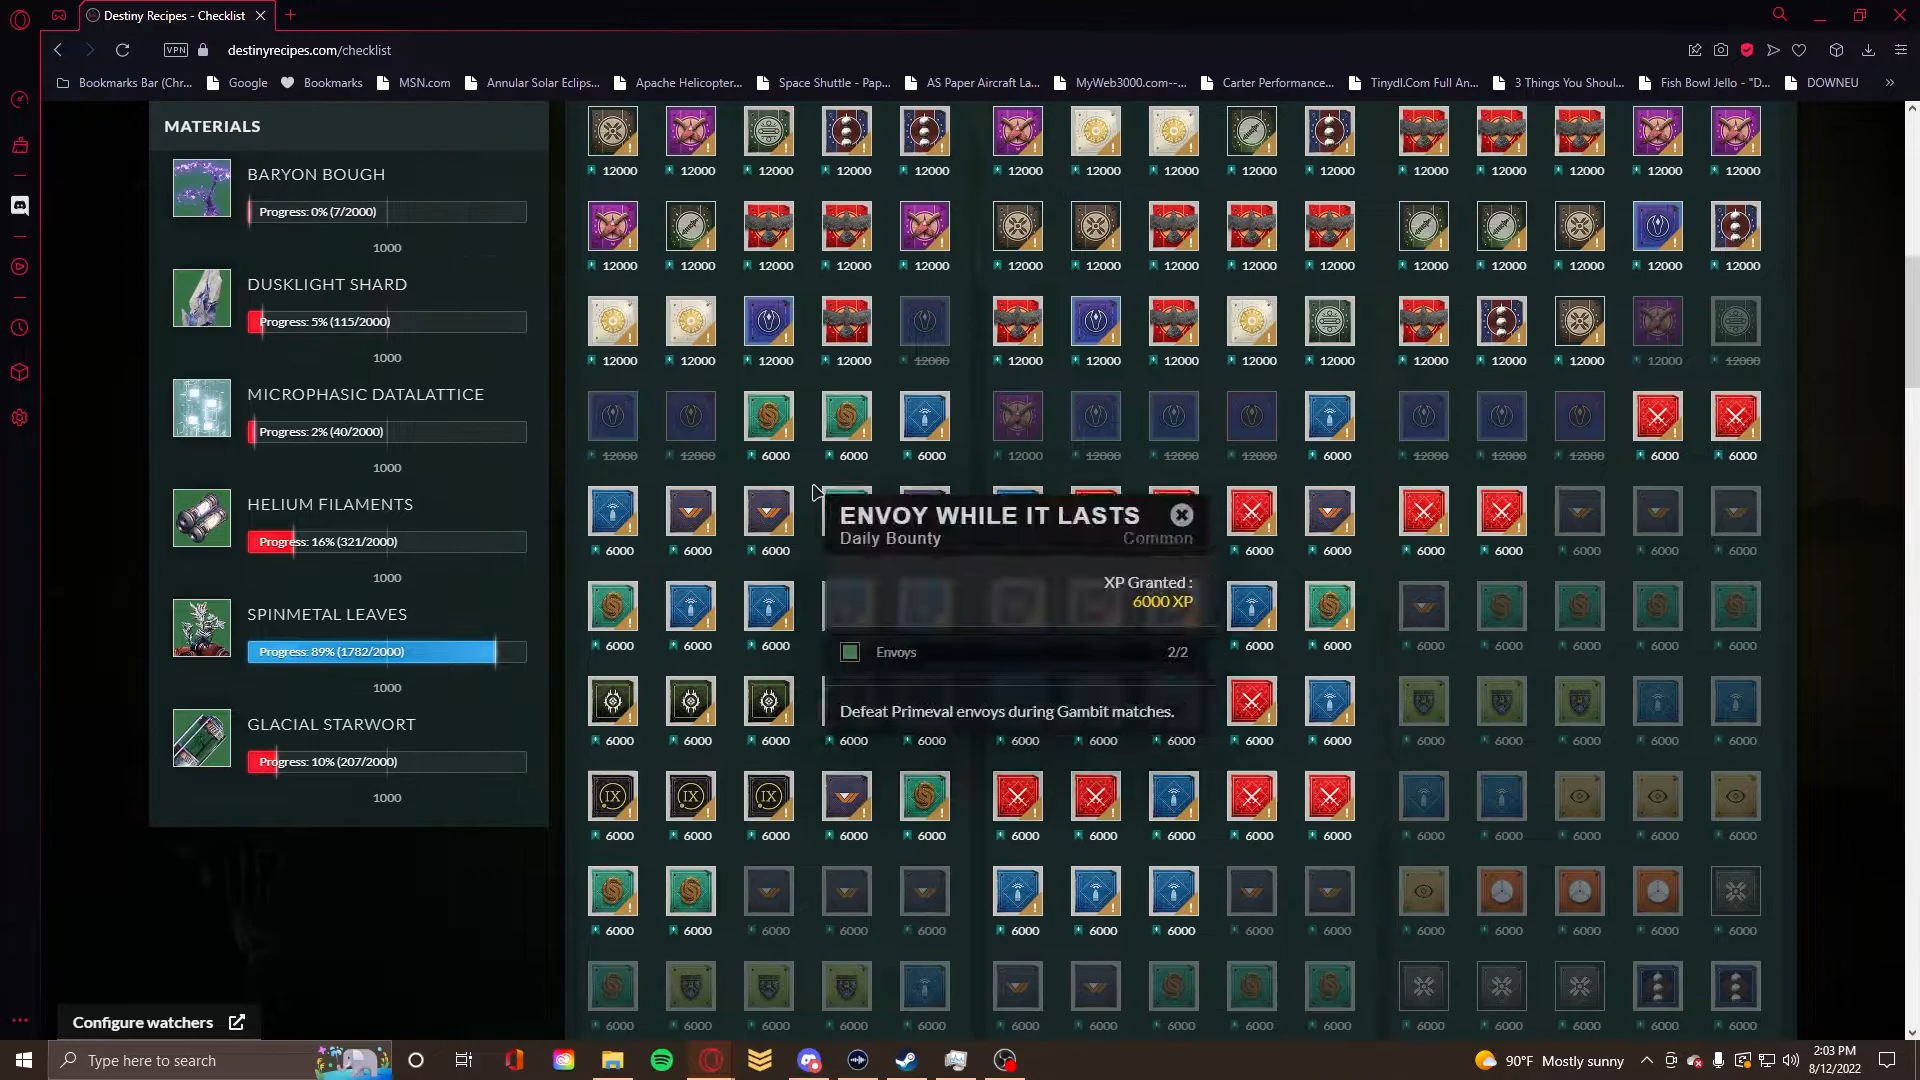 Destiny Recipes - Checklist
VPN
destinyrecipes.com/checklist
Bookmarks Bar (Chr...
Google
Bookmarks
MSN.com
Annular Solar Eclips...
Apache Helicopter...
Space Shuttle - Pap...
AS Paper Aircraft La...
MyWeb3000.com--...
Carter Performance...
Tinydl.Com Full An...
3 Things You Shoul...
Fish Bowl Jello - "D...
DOWNEU
MATERIALS
BARYON BOUGH
Progress: 0% (7/2000)
1000
DUSKLIGHT SHARD
Progress: 5% (115/2000)
1000
MICROPHASIC DATALATTICE
Progress: 2% (40/2000)
1000
HELIUM FILAMENTS
Progress: 16% (321/2000)
1000
SPINMETAL LEAVES
Progress: 89% (1782/2000)
1000
GLACIAL STARWORT
Progress: 10% (207/2000)
1000
Configure watchers
12000 12000 12000 12000 12000 12000 12000 12000 12000 12000 12000 12000 12000 12000 12000
12000 12000 12000 12000 12000 12000 12000 12000 12000 12000 12000 12000 12000 12000 12000
12000 12000 12000 12000 12000 12000 12000 12000 12000 12000 12000 12000 12000 12000 12000
12000 12000 6000 6000 6000 12000 12000 12000 12000 6000 12000 12000 12000 6000 6000
6000 6000 6000 6000 6000 6000 6000 6000 6000 6000
ENVOY WHILE IT LASTS
Daily Bounty
Common
XP Granted :
6000 XP
Envoys
2/2
Defeat Primeval envoys during Gambit matches.
6000 6000 6000 6000 6000 6000 6000 6000 6000 6000
6000 6000 6000 6000 6000 6000 6000 6000 6000 6000 6000 6000 6000 6000 6000
IX IX IX
6000 6000 6000 6000 6000 6000 6000 6000 6000 6000 6000 6000 6000 6000 6000
6000 6000 6000 6000 6000 6000 6000 6000 6000 6000 6000 6000 6000 6000 6000
6000 6000 6000 6000 6000 6000 6000 6000 6000 6000 6000 6000 6000 6000 6000
Type here to search
90°F Mostly sunny
2:03 PM
8/12/2022